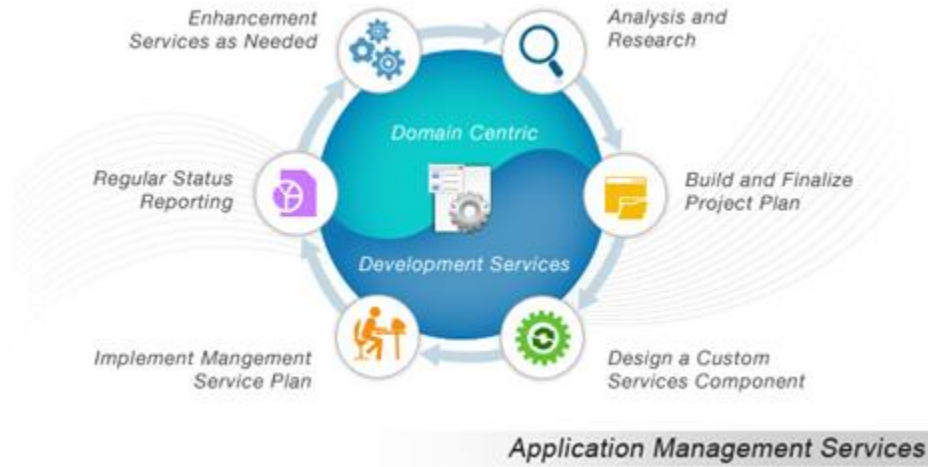 Enhancement
Services as Needed
Analysis and
Research
Domain Centric
Regular Status
Reporting
Build and Finalize
Project Plan
Development Services
Implement Mangement
Service Plan
Design a Custom
Services Component
Application Management Services